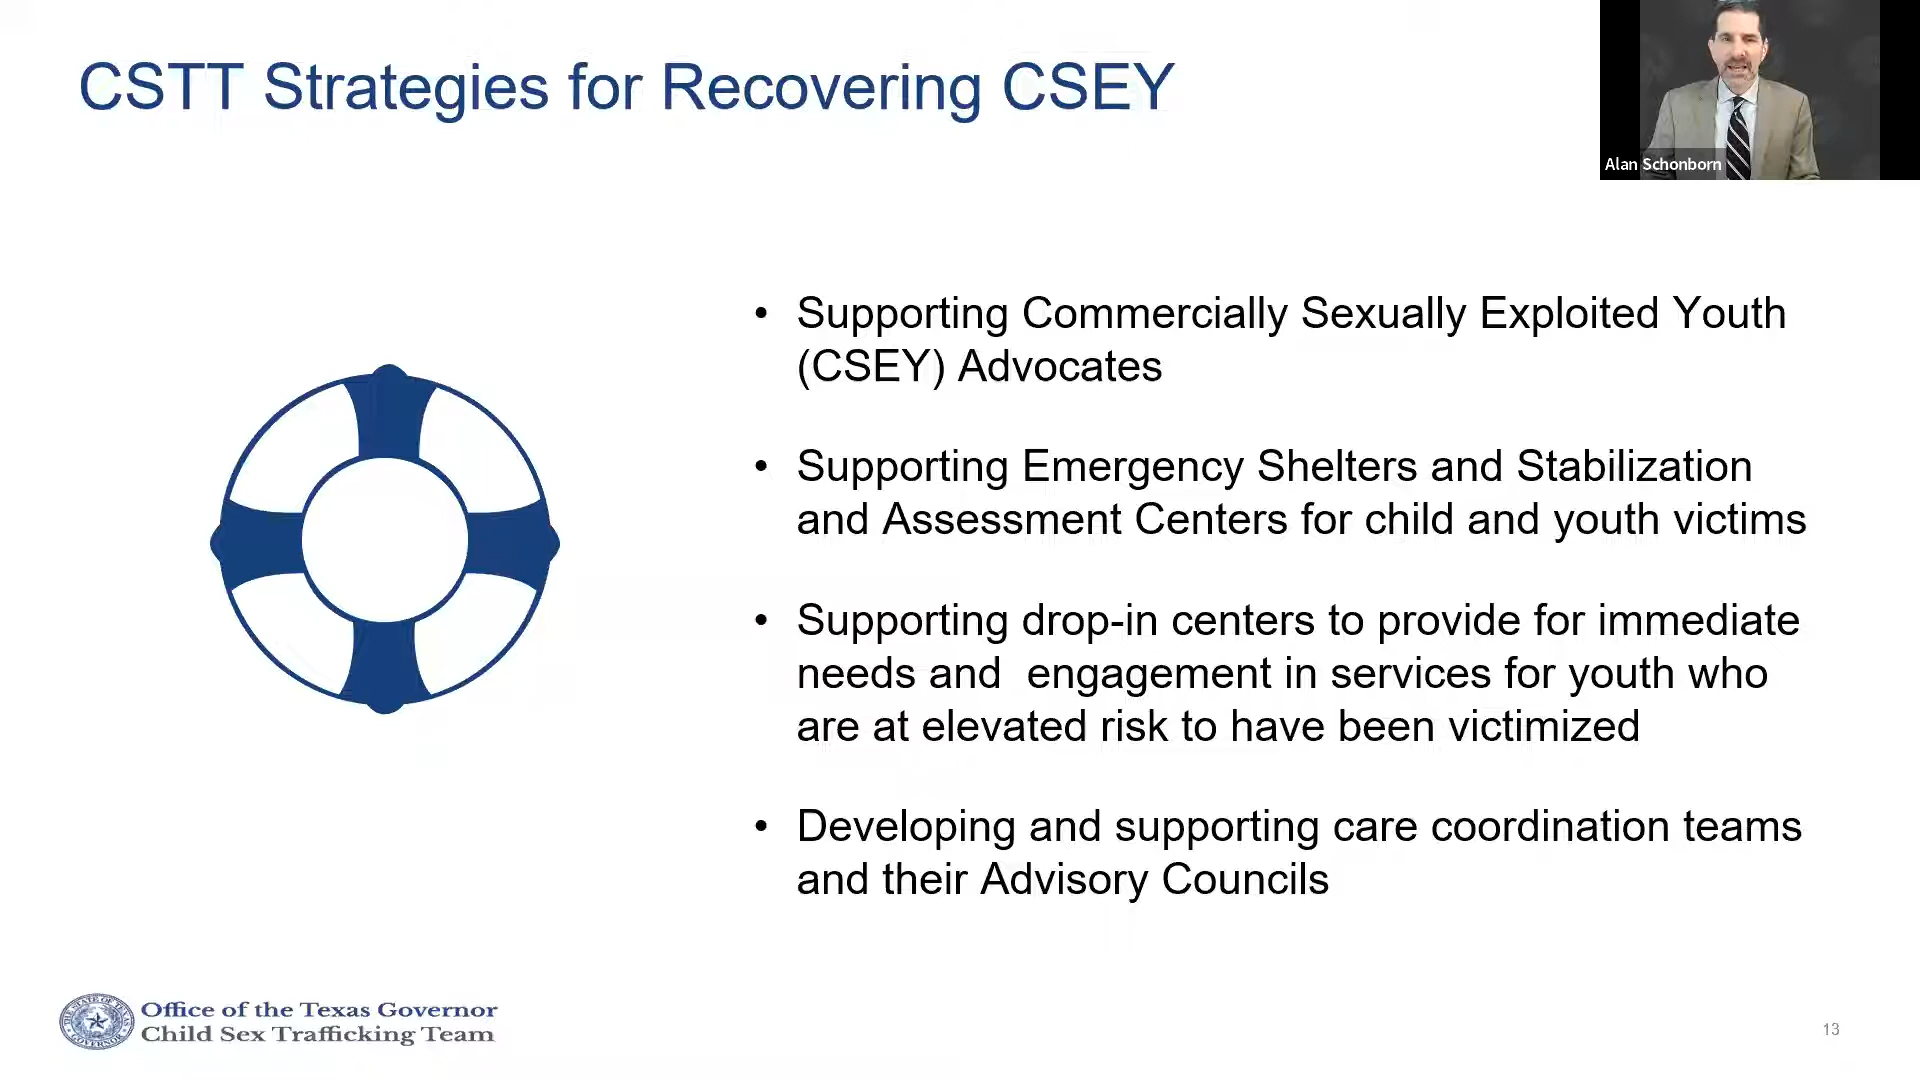 CSTT Strategies for Recovering CSEY
Alan Schonborn
• Supporting Commercially Sexually Exploited Youth
(CSEY) Advocates
• Supporting Emergency Shelters and Stabilization
and Assessment Centers for child and youth victims
• Supporting drop-in centers to provide for immediate
needs and  engagement in services for youth who
are at elevated risk to have been victimized
• Developing and supporting care coordination teams
and their Advisory Councils
Office of the Texas Governor
Child Sex Trafficking Team
13